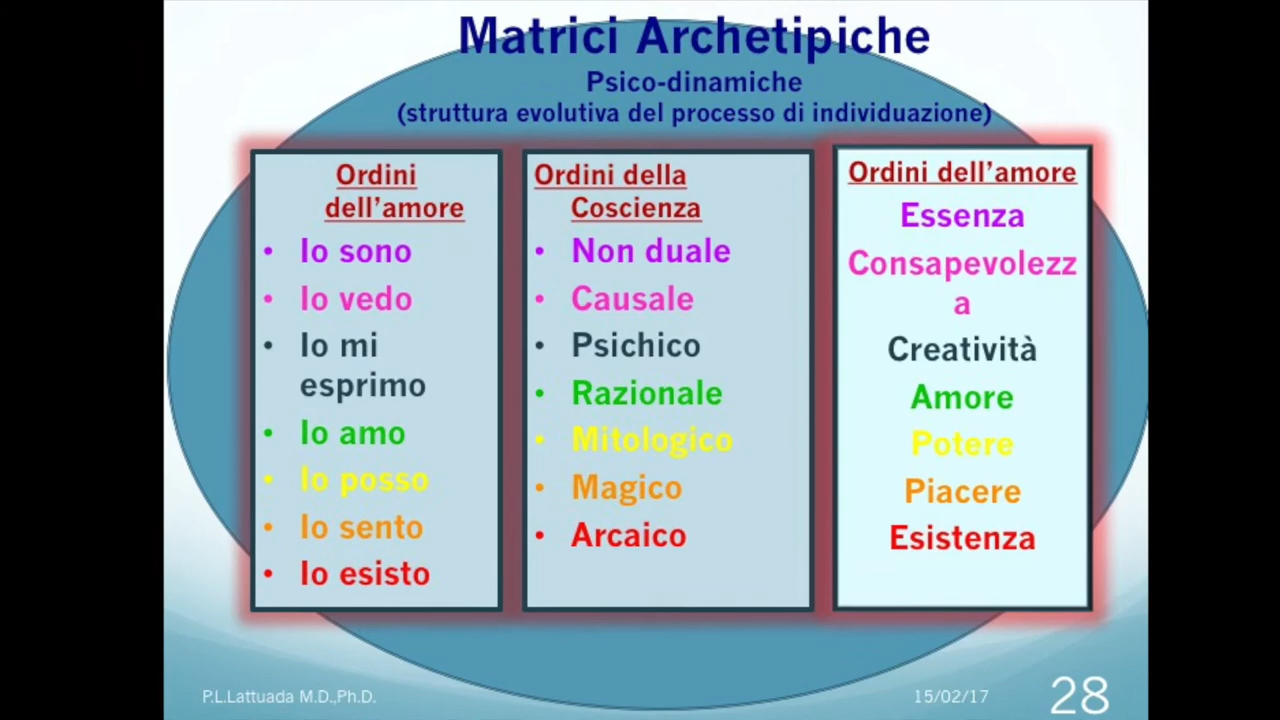 Matrici Archetipiche
Psico-dinamiche
(struttura evolutiva del processo di individuazione)
Ordini
dell'amore
• Io sono
• Io vedo
• Io mi
esprimo
• Io amo
• Io posso
• Io sento
• Io esisto
Ordini della
Coscienza
• Non duale
• Causale
• Psichico
• Razionale
• Mitologico
• Magico
• Arcaico
Ordini dell'amore
Essenza
Consapevolezz
a
Creatività
Amore
Potere
Piacere
Esistenza
P.L.Lattuada M.D.,Ph.D.
15/02/17
28